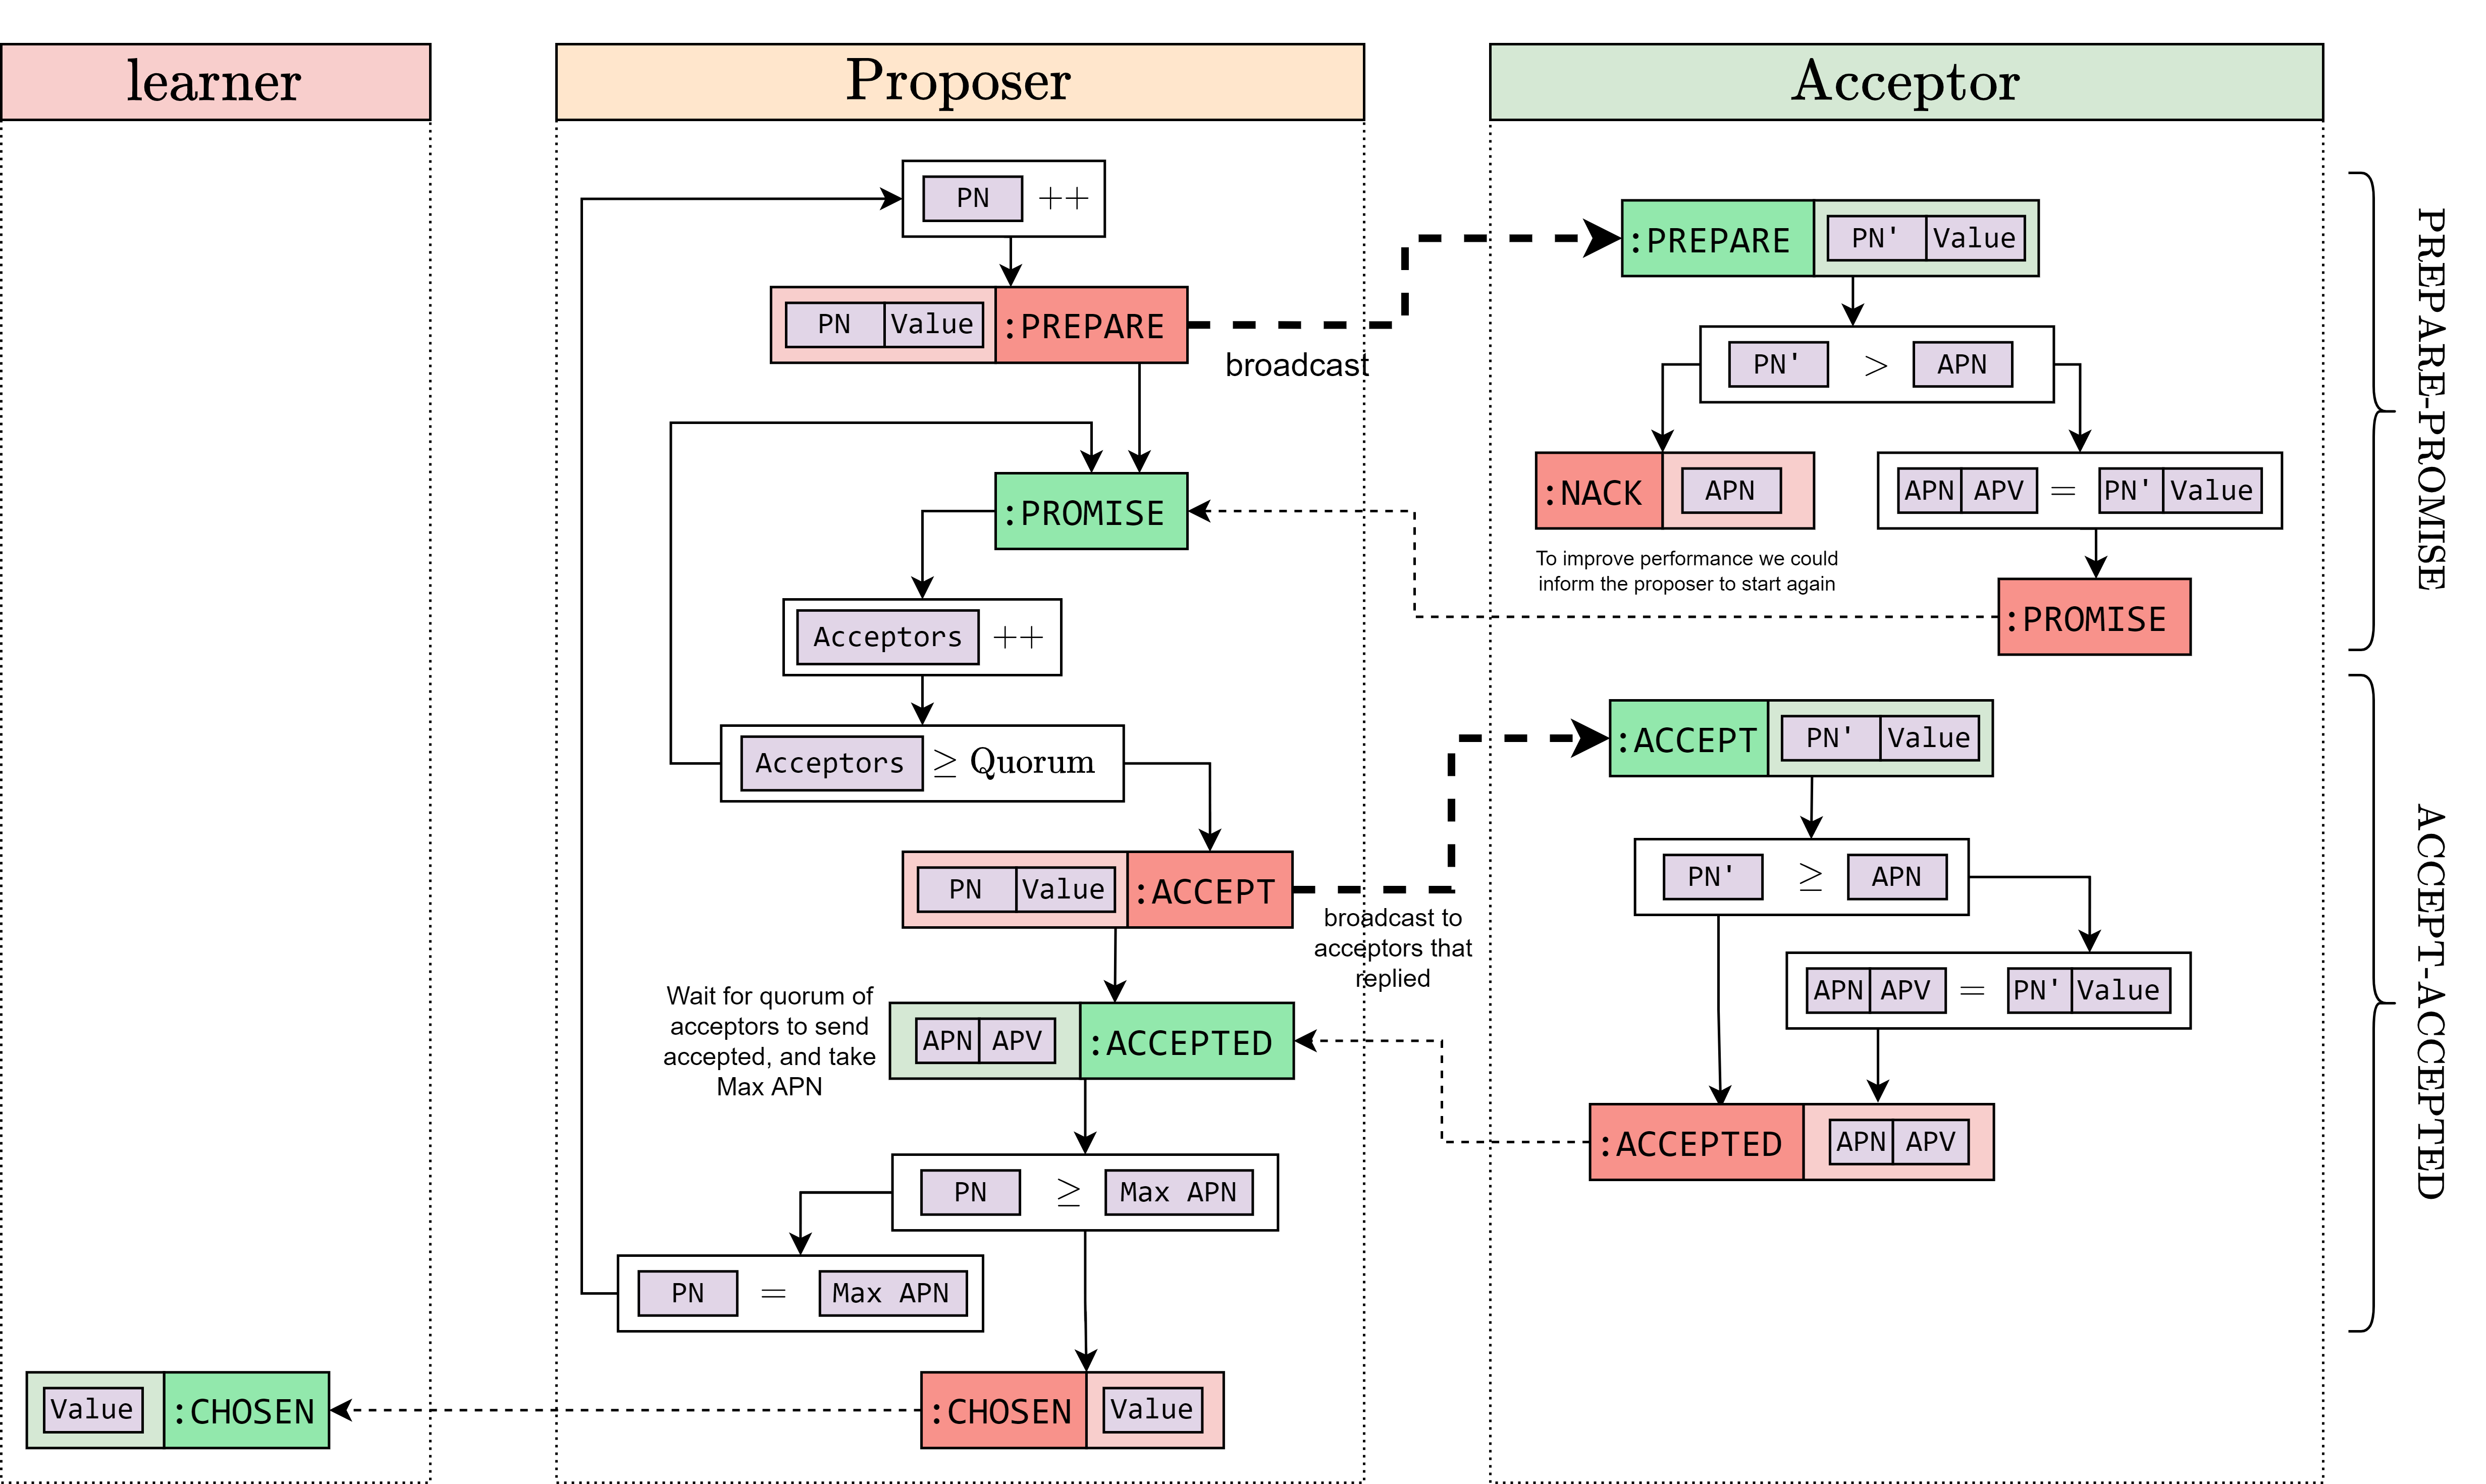 learner
Proposer
Acceptor
PN ++
PN Value :PREPARE
broadcast
:PROMISE
Acceptors ++
Acceptors ≥ Quorum
PN Value :ACCEPT
broadcast to
acceptors that
replied
Wait for quorum of
acceptors to send
accepted, and take
Max APN
APN APV :ACCEPTED
PN ≥ Max APN
PN = Max APN
:CHOSEN Value
Value :CHOSEN
:PREPARE PN' Value
PN' > APN
:NACK APN
To improve performance we could
inform the proposer to start again
APN APV = PN' Value
:PROMISE
:ACCEPT PN' Value
PN' ≥ APN
APN APV = PN' Value
:ACCEPTED APN APV
PREPARE-PROMISE
ACCEPT-ACCEPTED